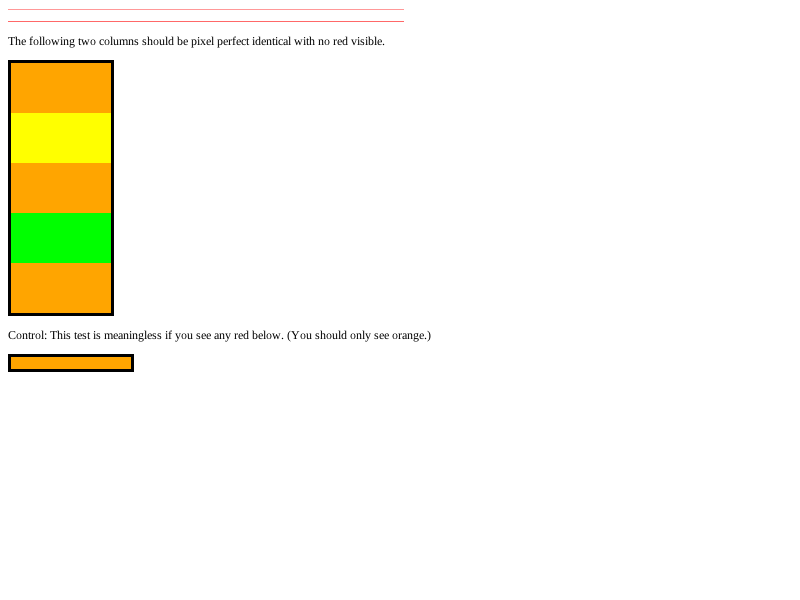 The following two columns should be pixel perfect identical with no red visible.
Control: This test is meaningless if you see any red below. (You should only see orange.)